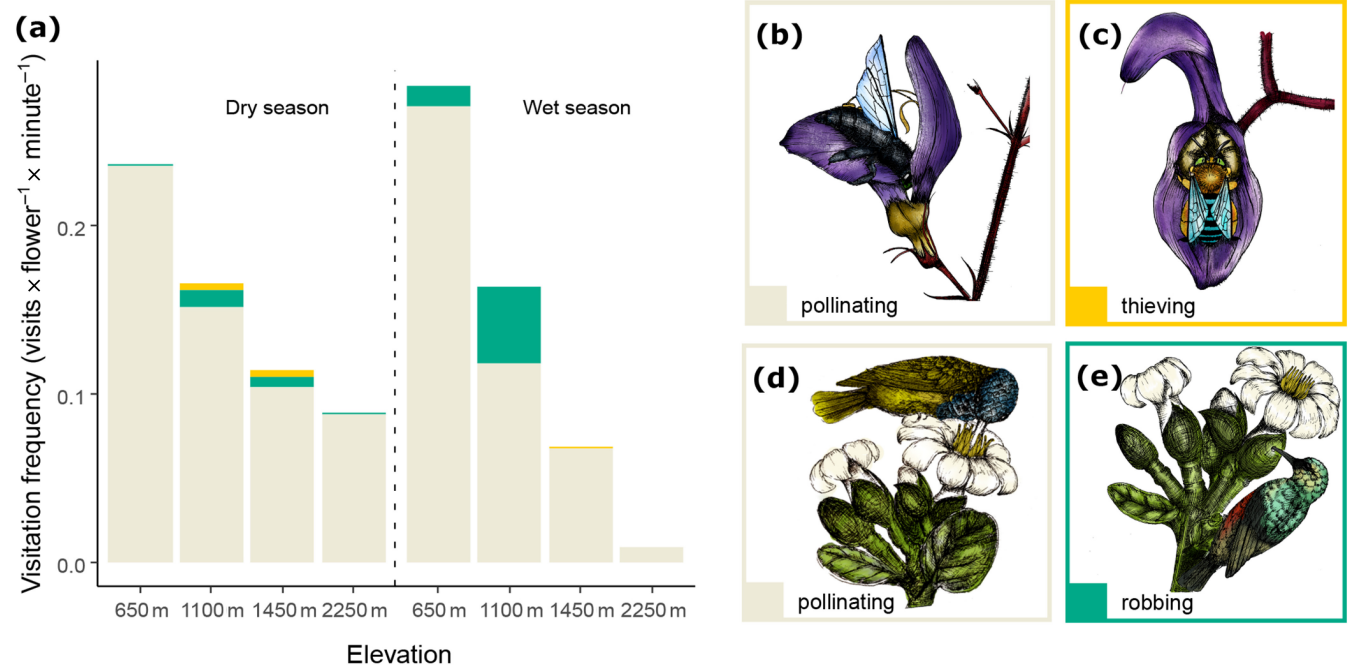 (a)
Visitation frequency (visits × flower⁻¹ × minute⁻¹)
Dry season
Wet season
0.2
0.1
0.0
650 m 1100 m 1450 m 2250 m 650 m 1100 m 1450 m 2250 m
Elevation
(b)
pollinating
(c)
thieving
(d)
pollinating
(e)
robbing